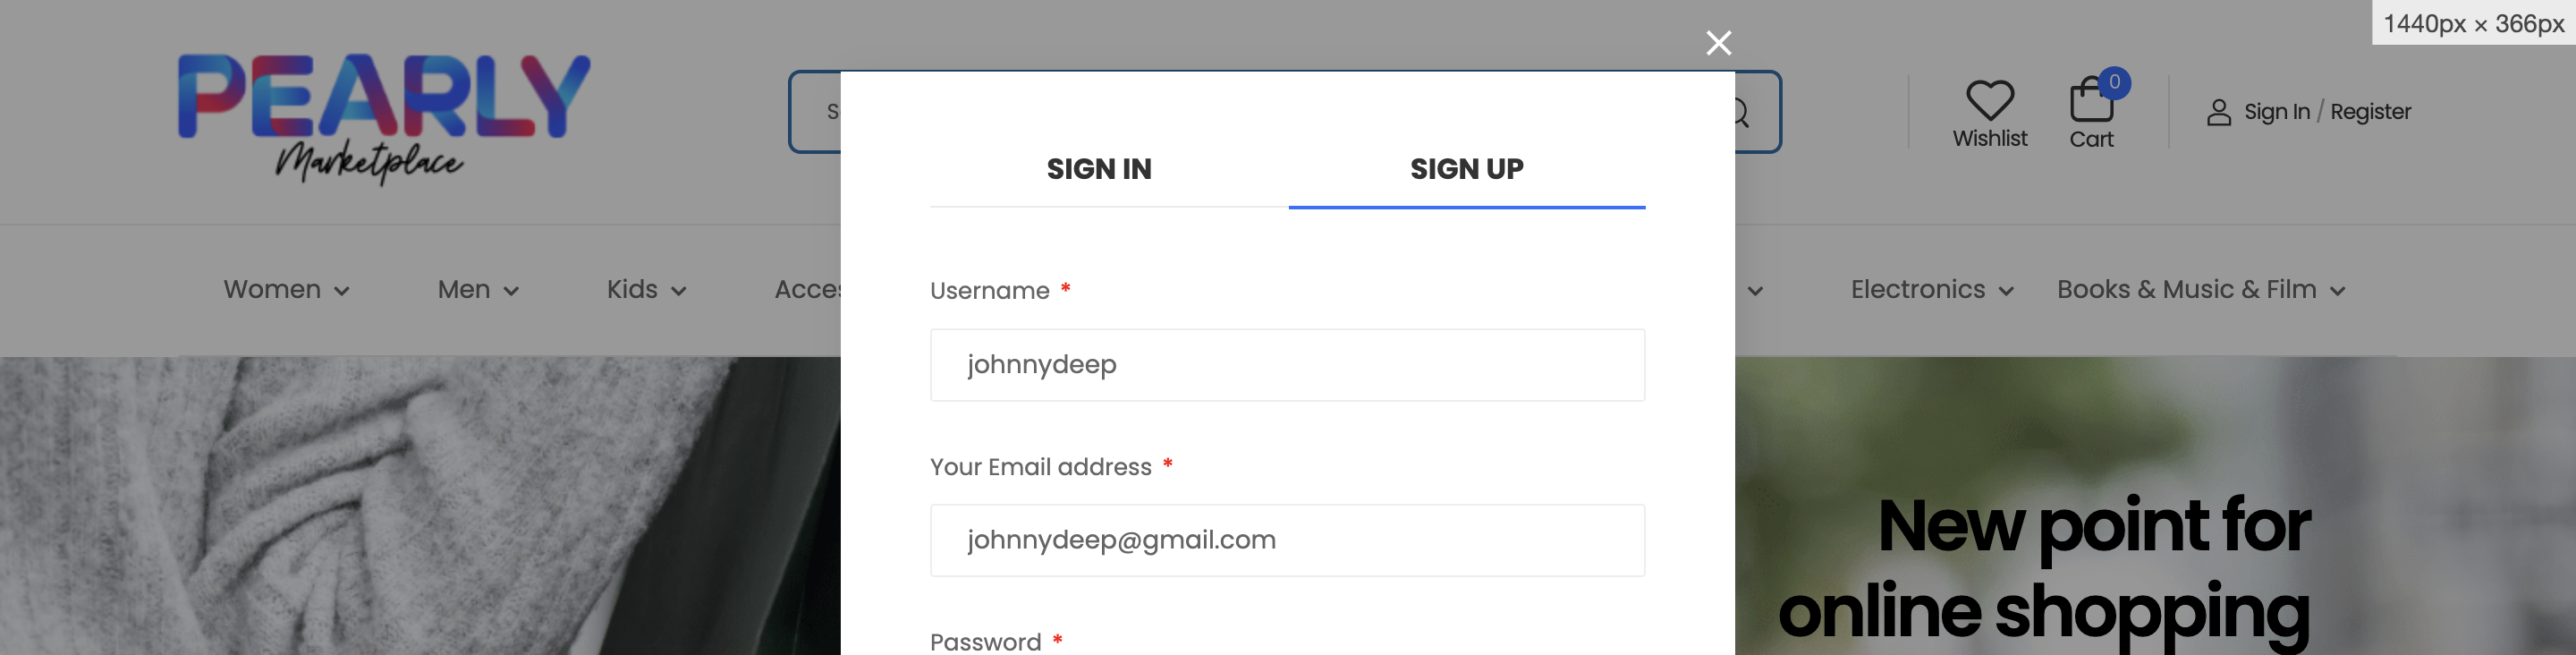 1440px × 366px
PEARLY
Marketplace
Wishlist
Cart
0
Sign In / Register
SIGN IN
SIGN UP
Women
Men
Kids
Electronics
Books & Music & Film
Username *
johnnydeep
Your Email address *
johnnydeep@gmail.com
Password *
New point for
online shopping